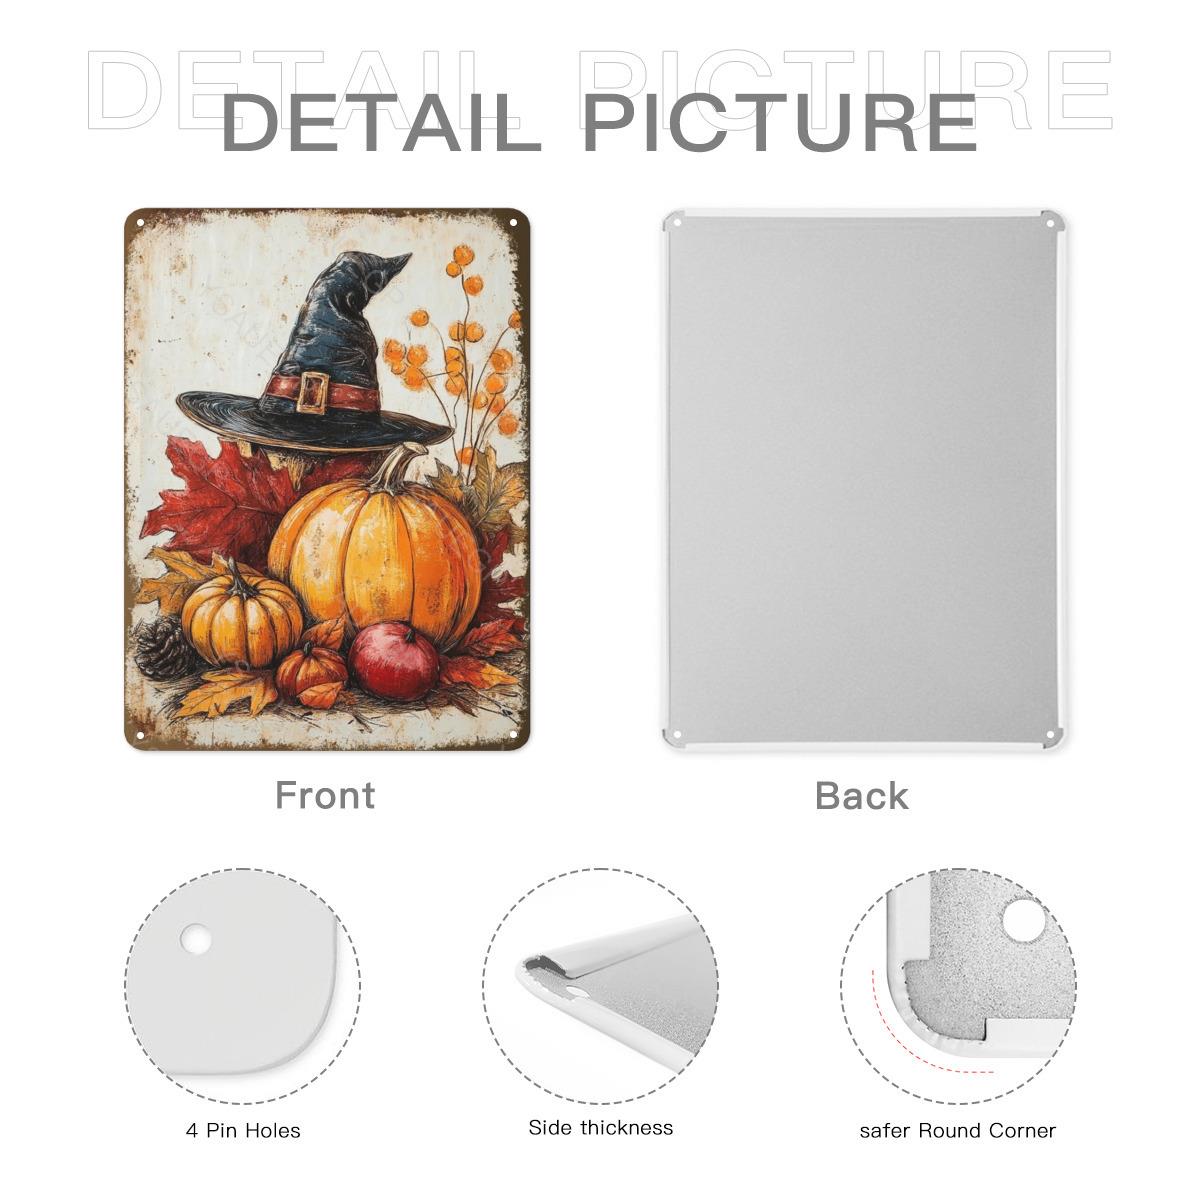 DETAIL PICTURE
DETAIL PICTURE
Front
Back
4 Pin Holes
Side thickness
safer Round Corner